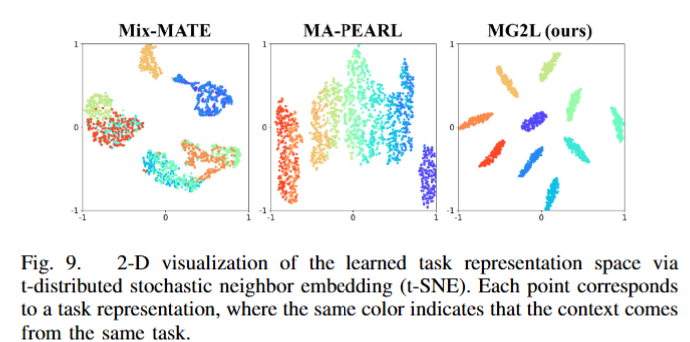 Mix-MATE MA-PEARL MG2L (ours)
1 1 1
0 0 0
-1 -1 -1
-1 0 1 -1 0 1 -1 0 1
Fig. 9. 2-D visualization of the learned task representation space via
t-distributed stochastic neighbor embedding (t-SNE). Each point corresponds
to a task representation, where the same color indicates that the context comes
from the same task.